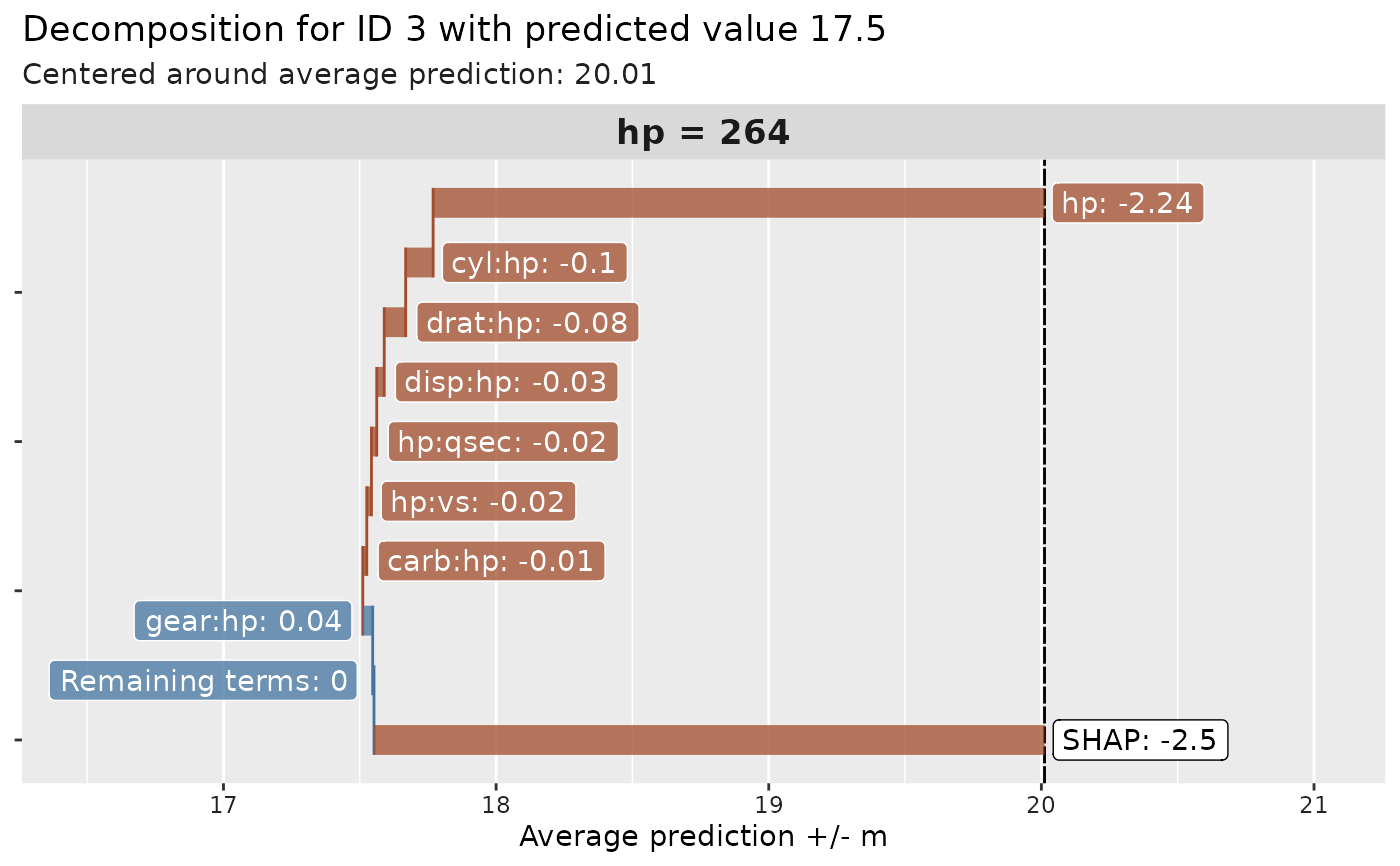 Decomposition for ID 3 with predicted value 17.5
Centered around average prediction: 20.01
hp = 264
hp: -2.24
cyl:hp: -0.1
drat:hp: -0.08
disp:hp: -0.03
hp:qsec: -0.02
hp:vs: -0.02
carb:hp: -0.01
gear:hp: 0.04
Remaining terms: 0
SHAP: -2.5
17 18 19 20 21
Average prediction +/- m